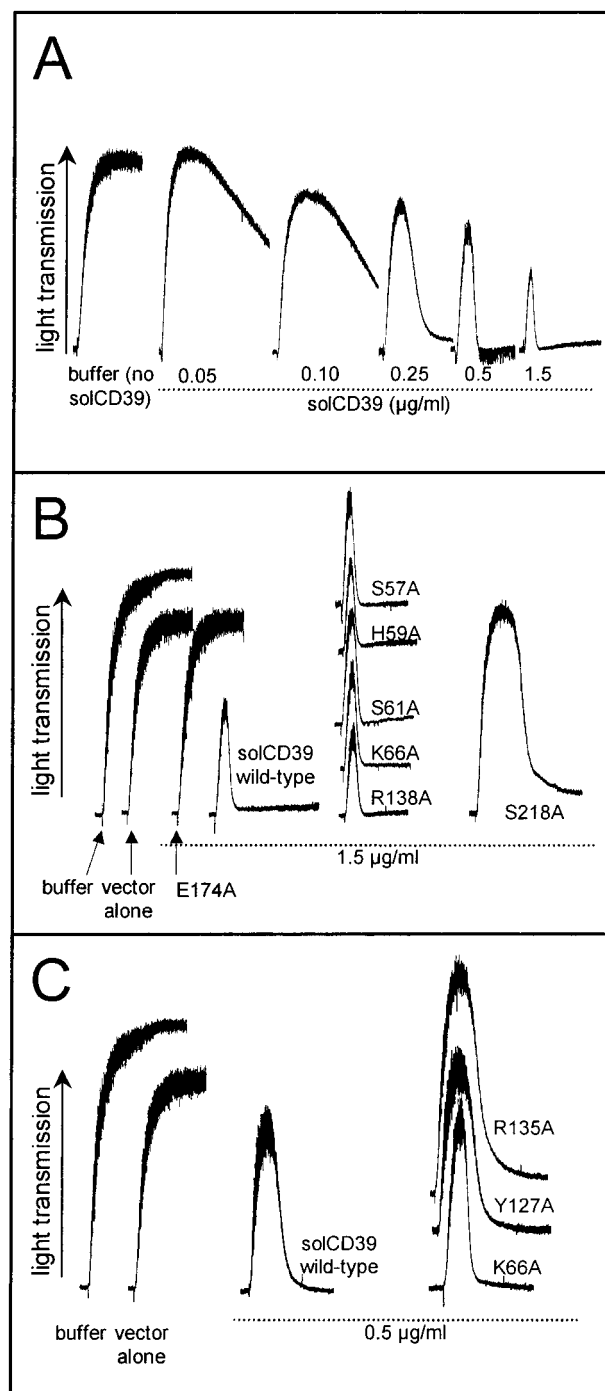 A
light transmission
buffer (no
solCD39)
0.05
0.10
0.25
0.5
1.5
solCD39 (µg/ml)
B
light transmission
S57A
H59A
S61A
K66A
R138A
solCD39
wild-type
S218A
1.5 µg/ml
buffer
vector
alone
E174A
C
light transmission
R135A
Y127A
K66A
solCD39
wild-type
buffer
vector
alone
0.5 µg/ml